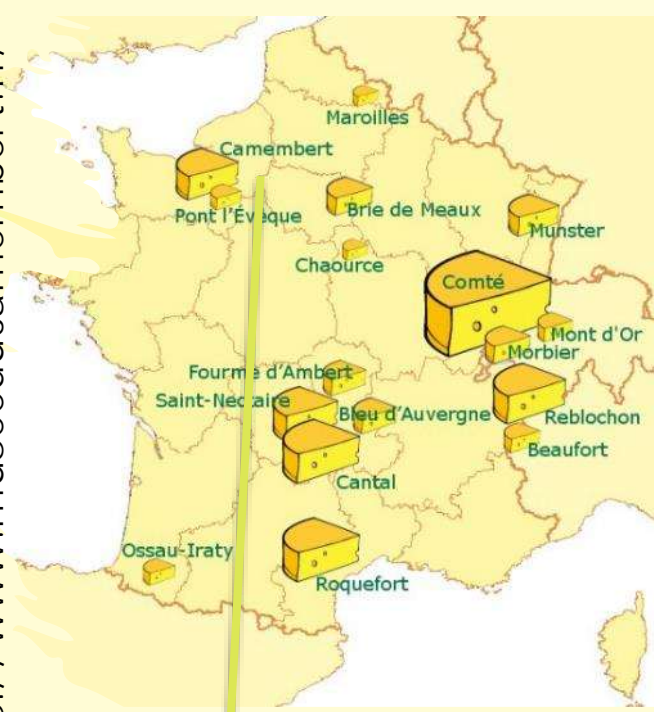 Maroilles
Camembert
Pont l'Évêque
Brie de Meaux
Munster
Chaource
Comté
Mont d'Or
Morbier
Fourme d'Ambert
Saint-Nectaire
Bleu d'Auvergne
Reblochon
Beaufort
Cantal
Ossau-Iraty
Roquefort